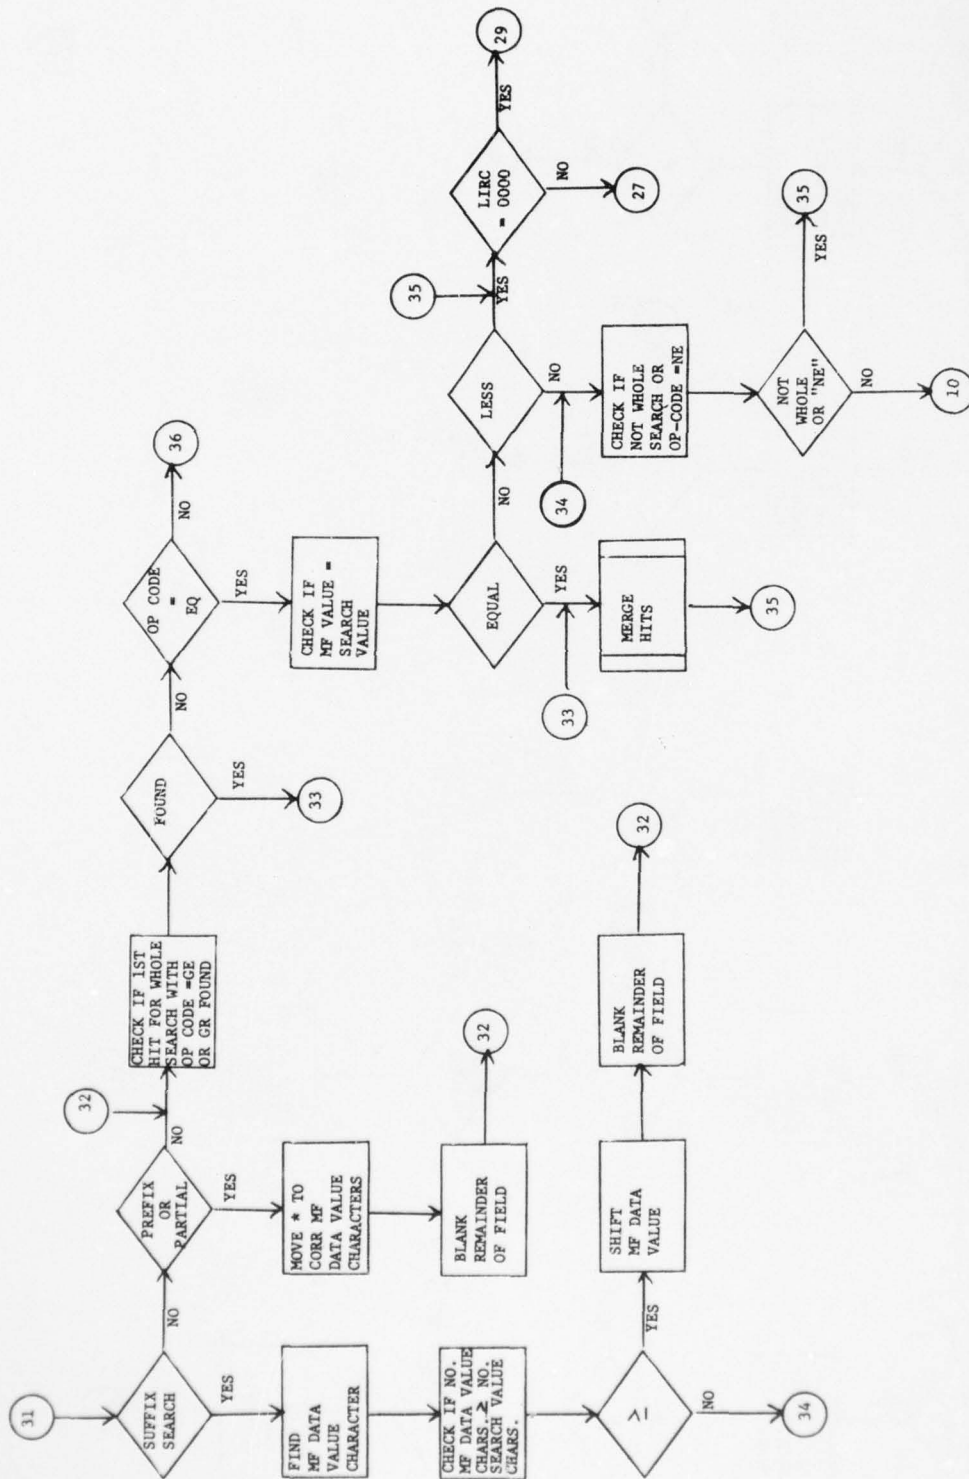 31
SUFFIX
SEARCH
NO
YES
FIND
MF DATA
VALUE
CHARACTER
CHECK IF NO.
MF DATA VALUE
CHARS. ≥ NO.
SEARCH VALUE
CHARS.
≥
YES
NO
34
SHIFT
MF DATA
VALUE
BLANK
REMAINDER
OF FIELD
32
PREFIX
OR
PARTIAL
NO
YES
MOVE * TO
CORR MF
DATA VALUE
CHARACTERS
BLANK
REMAINDER
OF FIELD
32
32
CHECK IF 1ST
HIT FOR WHOLE
SEARCH WITH
OP CODE =GE
OR GR FOUND
FOUND
NO
YES
33
OP CODE
=
EQ
NO
36
YES
CHECK IF
MF VALUE =
SEARCH
VALUE
EQUAL
NO
YES
33
MERGE
HITS
35
LESS
YES
35
NO
34
CHECK IF
NOT WHOLE
SEARCH OR
OP-CODE =NE
NOT
WHOLE
OR "NE"
YES
35
NO
10
LIRC
= 0000
YES
29
NO
27